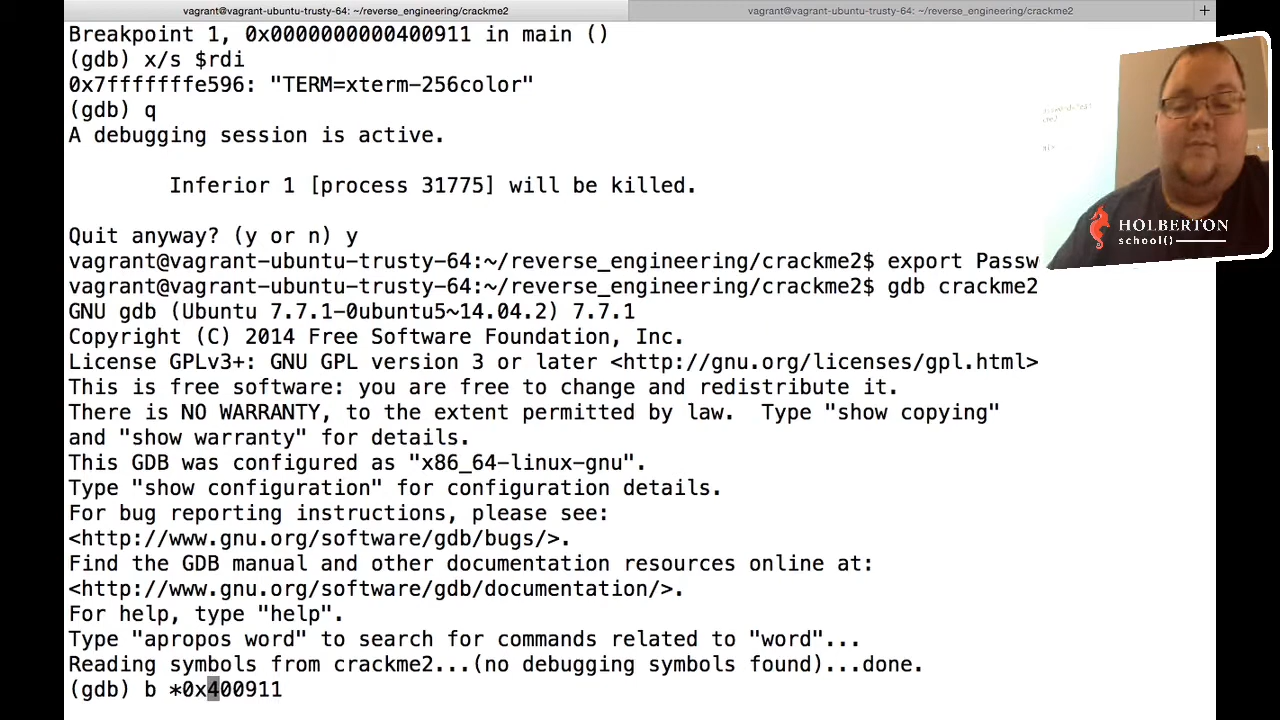 vagrant@vagrant-ubuntu-trusty-64: ~/reverse_engineering/crackme2
vagrant@vagrant-ubuntu-trusty-64: ~/reverse_engineering/crackme2
Breakpoint 1, 0x0000000000400911 in main ()
(gdb) x/s $rdi
0x7fffffffe596: "TERM=xterm-256color"
(gdb) q
A debugging session is active.
Inferior 1 [process 31775] will be killed.
Quit anyway? (y or n) y
vagrant@vagrant-ubuntu-trusty-64:~/reverse_engineering/crackme2$ export Passw
vagrant@vagrant-ubuntu-trusty-64:~/reverse_engineering/crackme2$ gdb crackme2
GNU gdb (Ubuntu 7.7.1-0ubuntu5~14.04.2) 7.7.1
Copyright (C) 2014 Free Software Foundation, Inc.
License GPLv3+: GNU GPL version 3 or later <http://gnu.org/licenses/gpl.html>
This is free software: you are free to change and redistribute it.
There is NO WARRANTY, to the extent permitted by law.  Type "show copying"
and "show warranty" for details.
This GDB was configured as "x86_64-linux-gnu".
Type "show configuration" for configuration details.
For bug reporting instructions, please see:
<http://www.gnu.org/software/gdb/bugs/>.
Find the GDB manual and other documentation resources online at:
<http://www.gnu.org/software/gdb/documentation/>.
For help, type "help".
Type "apropos word" to search for commands related to "word"...
Reading symbols from crackme2...(no debugging symbols found)...done.
(gdb) b *0x400911
HOLBERTON
school()